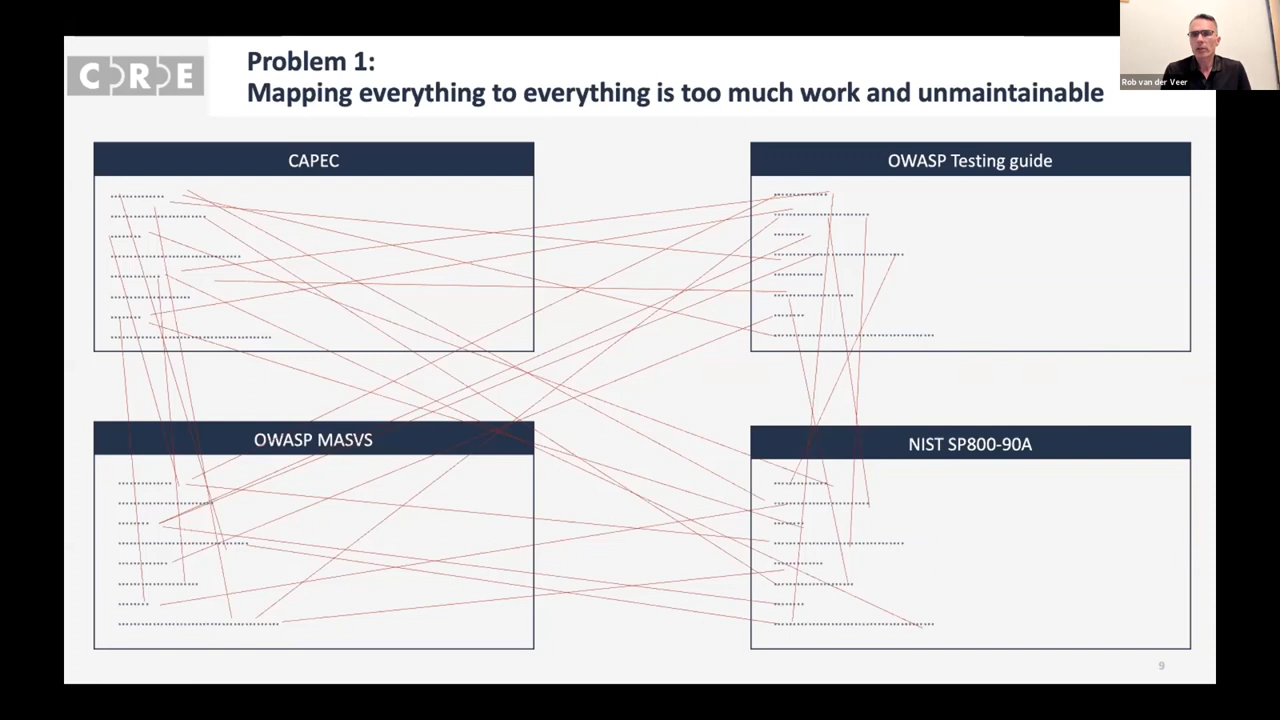 CRE
Problem 1:
Mapping everything to everything is too much work and unmaintainable
Rob van der Veer
CAPEC
OWASP Testing guide
OWASP MASVS
NIST SP800-90A
9